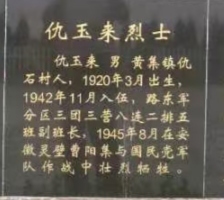 仇玉来烈士
仇玉来 男 黄集镇仇
石村人，1920年3月出生，
1942年11月入伍，路东军
分区三团三营八连二排五
班副班长，1945年8月在安
徽灵壁曹阳集与国民党军
队作战中壮烈牺牲。